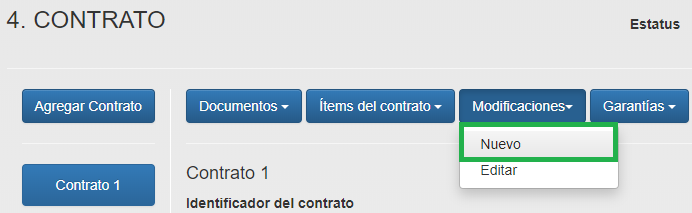 4. CONTRATO
Estatus
Agregar Contrato
Documentos
Ítems del contrato
Modificaciones
Garantías
Nuevo
Editar
Contrato 1
Contrato 1
Identificador del contrato